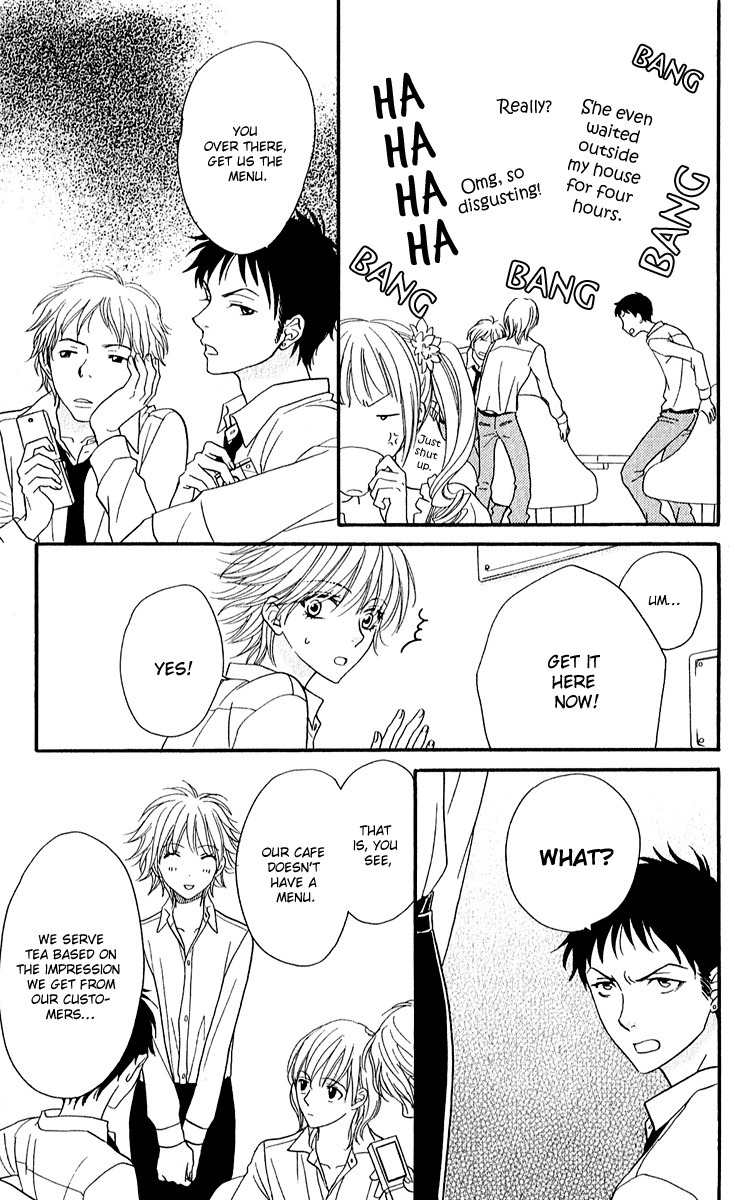 BANG
She even
waited
outside
my house
for four
hours.
Really?
Omg, so
disgusting!
HA
HA
HA
HA
BANG
BANG
BANG
Just
shut
up.
YOU
OVER THERE,
GET US THE
MENU.
UM...
GET IT
HERE
NOW!
YES!
WHAT?
THAT
IS, YOU
SEE,
OUR CAFE
DOESN'T
HAVE A
MENU.
WE SERVE
TEA BASED ON
THE IMPRESSION
WE GET FROM
OUR CUSTO-
MERS...